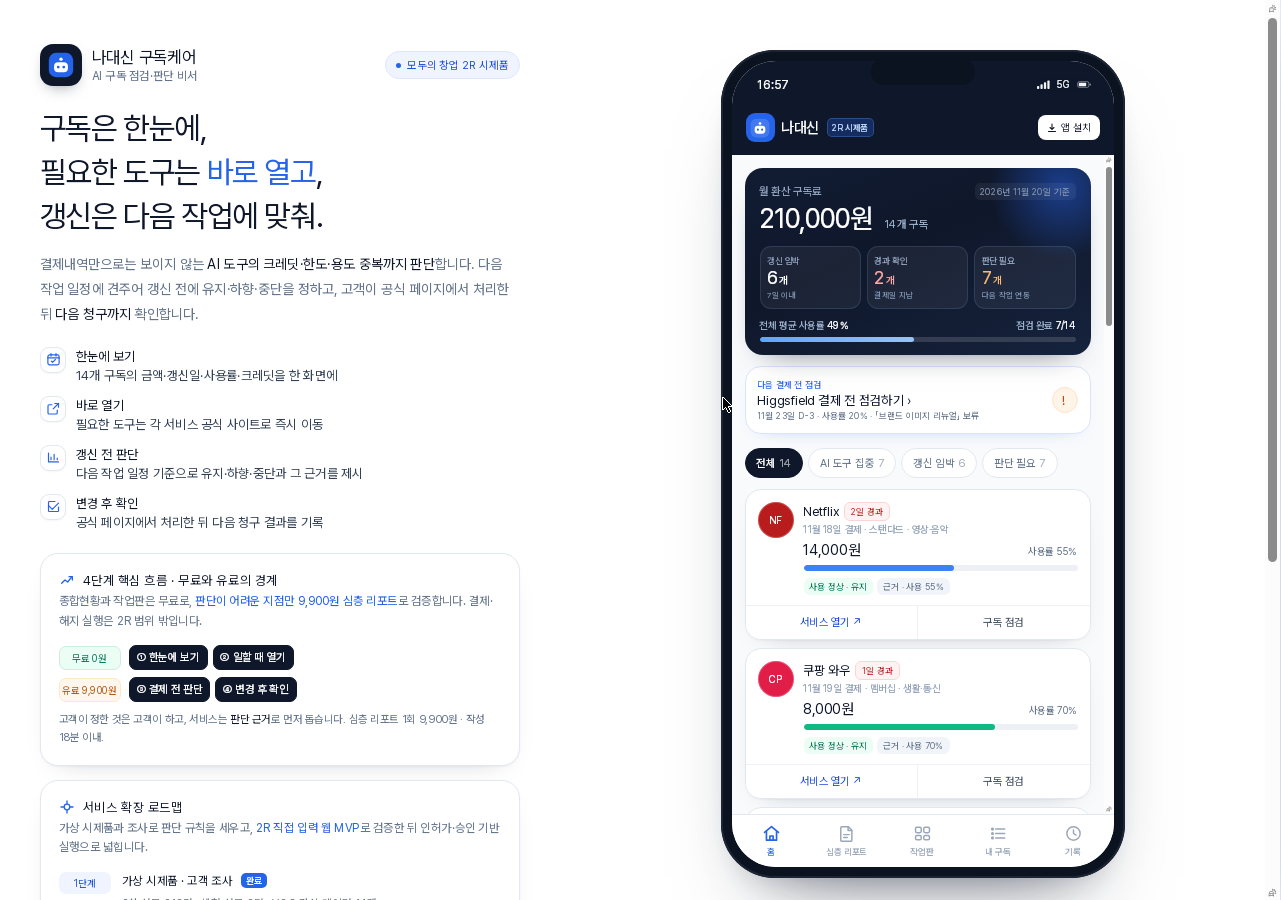 나대신 구독케어
AI 구독 점검·판단 비서
모두의 창업 2R 시제품
구독은 한눈에,
필요한 도구는 바로 열고,
갱신은 다음 작업에 맞춰.
결제내역만으로는 보이지 않는 AI 도구의 크레딧·한도·용도 중복까지 판단합니다. 다음
작업 일정에 견주어 갱신 전에 유지·하향·중단을 정하고, 고객이 공식 페이지에서 처리한
뒤 다음 청구까지 확인합니다.
한눈에 보기
14개 구독의 금액·갱신일·사용률·크레딧을 한 화면에
바로 열기
필요한 도구는 각 서비스 공식 사이트로 즉시 이동
갱신 전 판단
다음 작업 일정 기준으로 유지·하향·중단과 그 근거를 제시
변경 후 확인
공식 페이지에서 처리한 뒤 다음 청구 결과를 기록
4단계 핵심 흐름 · 무료와 유료의 경계
종합현황과 작업판은 무료로, 판단이 어려운 지점만 9,900원 심층 리포트로 검증합니다. 결제·
해지 실행은 2R 범위 밖입니다.
무료 0원
① 한눈에 보기
② 일할 때 열기
유료 9,900원
③ 결제 전 판단
④ 변경 후 확인
고객이 정한 것은 고객이 하고, 서비스는 판단 근거로 먼저 돕습니다. 심층 리포트 1회 9,900원 · 작성
18분 이내.
서비스 확장 로드맵
가상 시제품과 조사로 판단 규칙을 세우고, 2R 직접 입력 웹 MVP로 검증한 뒤 인허가·승인 기반
실행으로 넓힙니다.
1단계
가상 시제품 · 고객 조사 완료
16:57
5G
나대신
2R 시제품
앱 설치
월 환산 구독료
2026년 11월 20일 기준
210,000원
14개 구독
갱신 임박
6개
7일 이내
경과 확인
2개
결제일 지남
판단 필요
7개
다음 작업 연동
전체 평균 사용률 49%
점검 완료 7/14
다음 결제 전 점검
Higgsfield 결제 전 점검하기 ›
11월 23일 D-3 · 사용률 20% · 「브랜드 이미지 리뉴얼」 보류
!
전체 14
AI 도구 집중 7
갱신 임박 6
판단 필요 7
NF
Netflix
2일 경과
11월 18일 결제 · 스탠다드 · 영상·음악
14,000원
사용률 55%
사용 정상 · 유지
근거 · 사용 55%
서비스 열기 ↗
구독 점검
CP
쿠팡 와우
1일 경과
11월 19일 결제 · 멤버십 · 생활·통신
8,000원
사용률 70%
사용 정상 · 유지
근거 · 사용 70%
서비스 열기 ↗
구독 점검
홈
심층 리포트
작업판
내 구독
기록